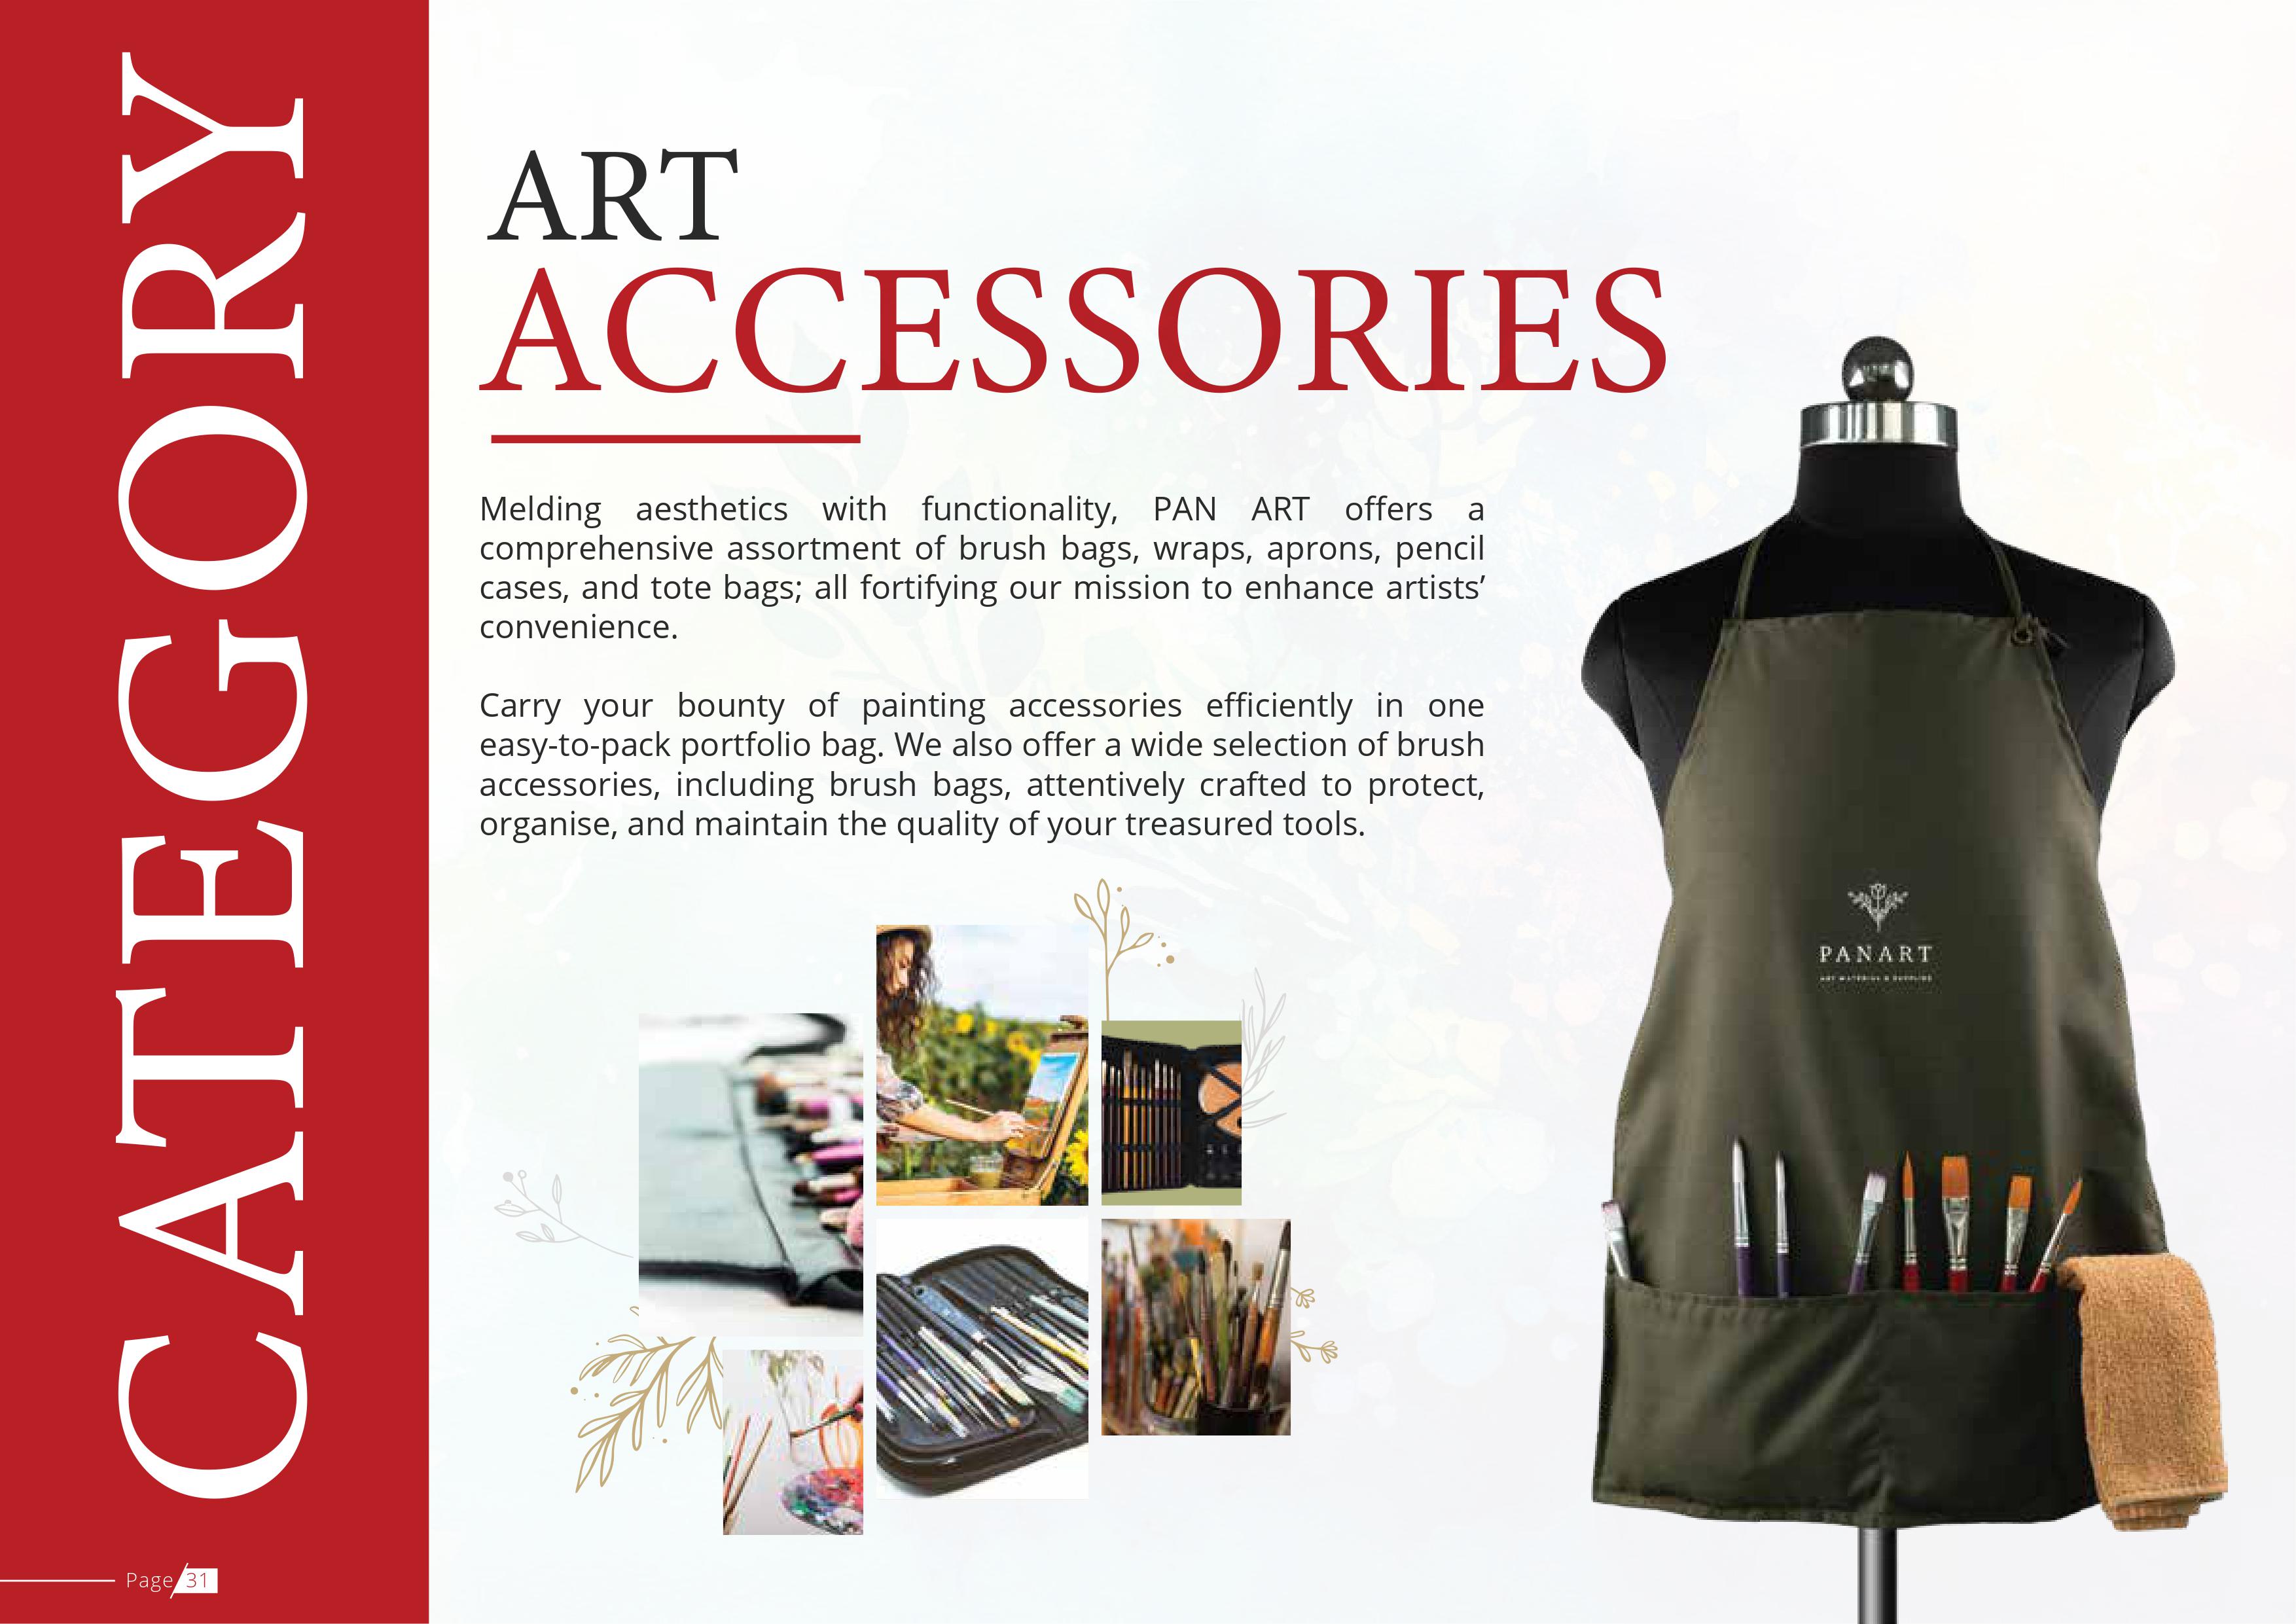 CATEGORY
ART
ACCESSORIES
Melding aesthetics with functionality, PAN ART offers a
comprehensive assortment of brush bags, wraps, aprons, pencil
cases, and tote bags; all fortifying our mission to enhance artists’
convenience.
Carry your bounty of painting accessories efficiently in one
easy-to-pack portfolio bag. We also offer a wide selection of brush
accessories, including brush bags, attentively crafted to protect,
organise, and maintain the quality of your treasured tools.
PANART
ART MATERIAL & SUPPLIES
Page 31